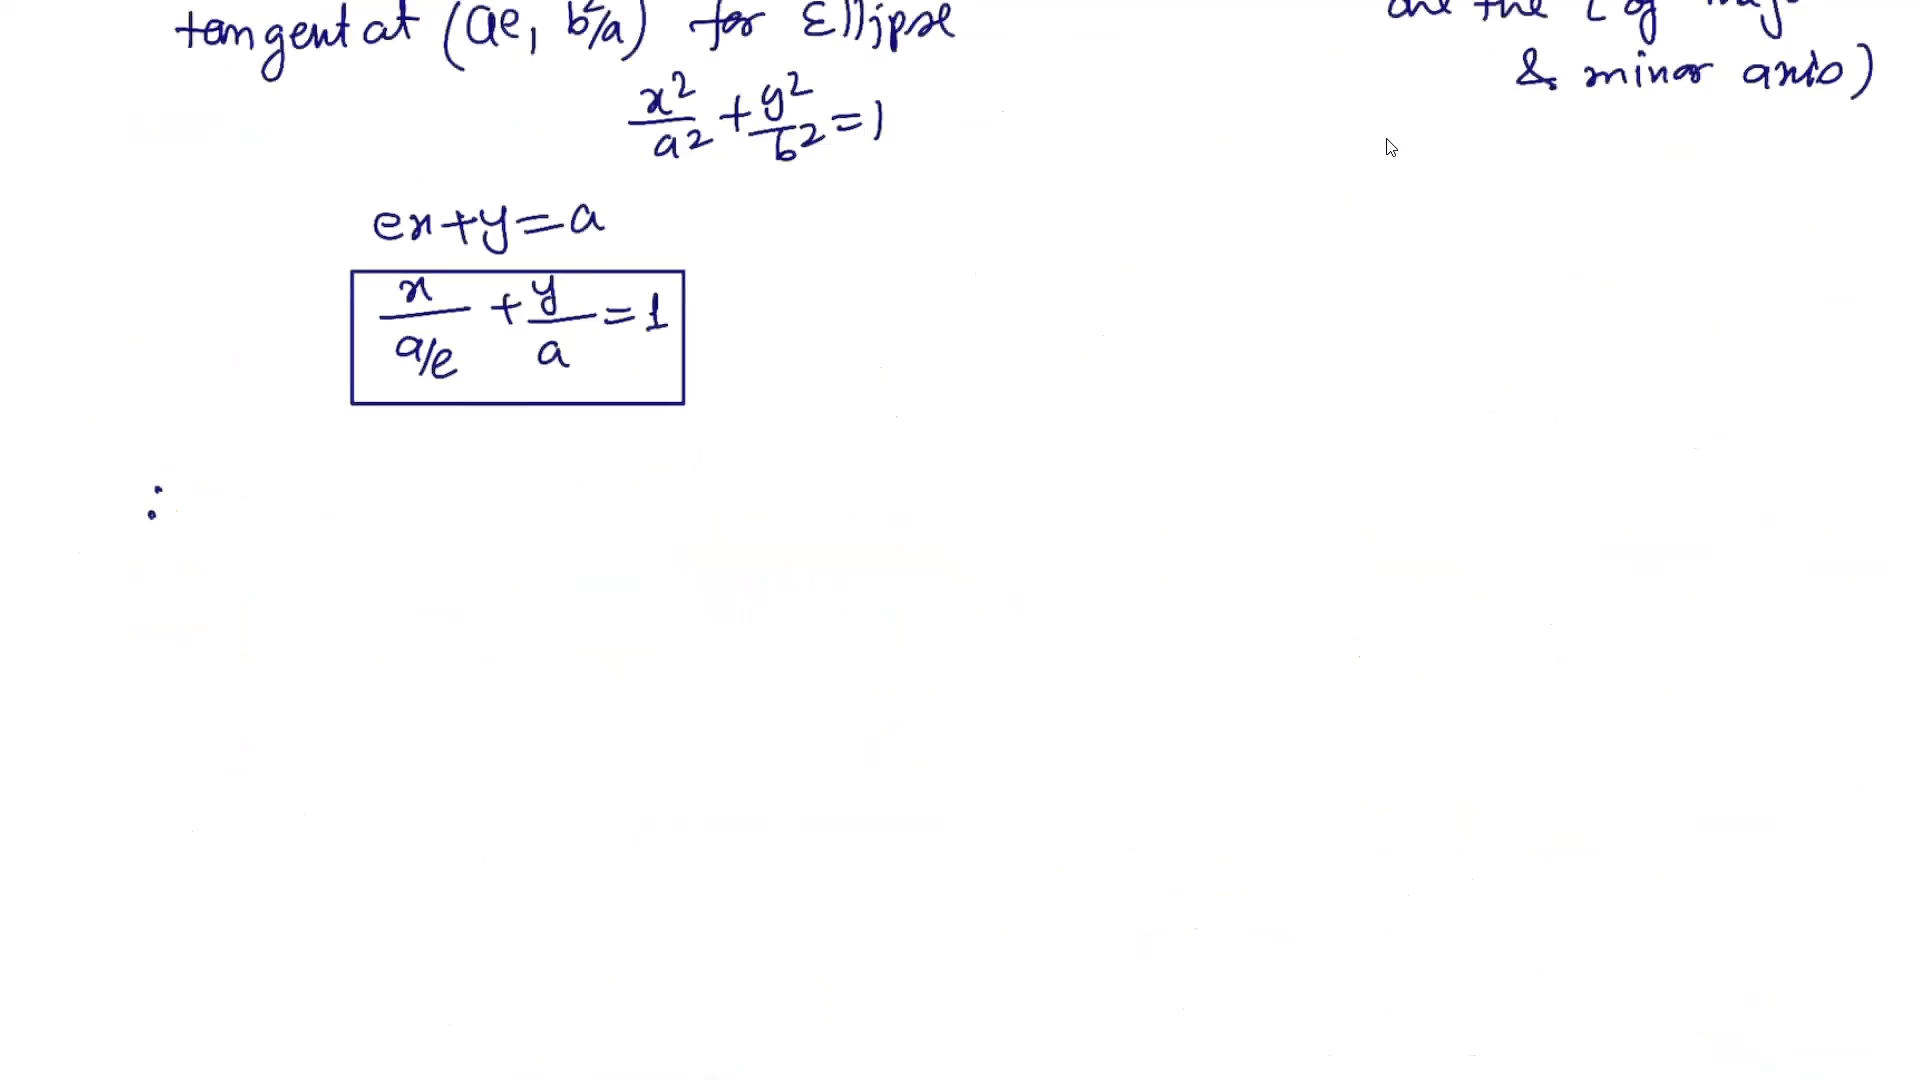 tangent at (ae, b²/a) for Ellipse
& minor axis)
x²/a² + y²/b² = 1
ex+y=a
x/(a/e) + y/a = 1